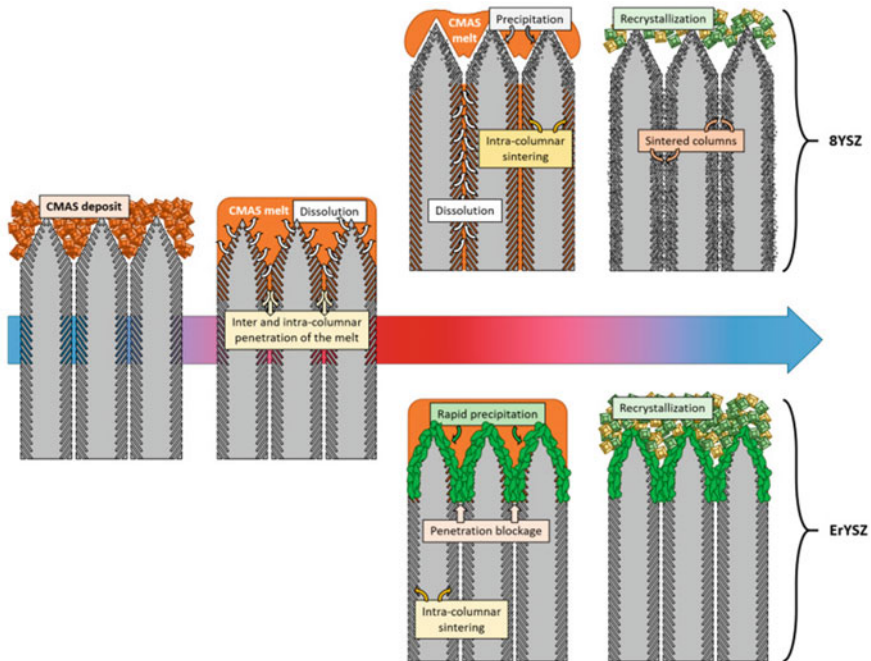 CMAS deposit
CMAS melt
Dissolution
Inter and intra-columnar
penetration of the melt
CMAS
melt
Precipitation
Intra-columnar
sintering
Dissolution
Recrystallization
Sintered columns
8YSZ
Rapid precipitation
Penetration blockage
Intra-columnar
sintering
Recrystallization
ErYSZ